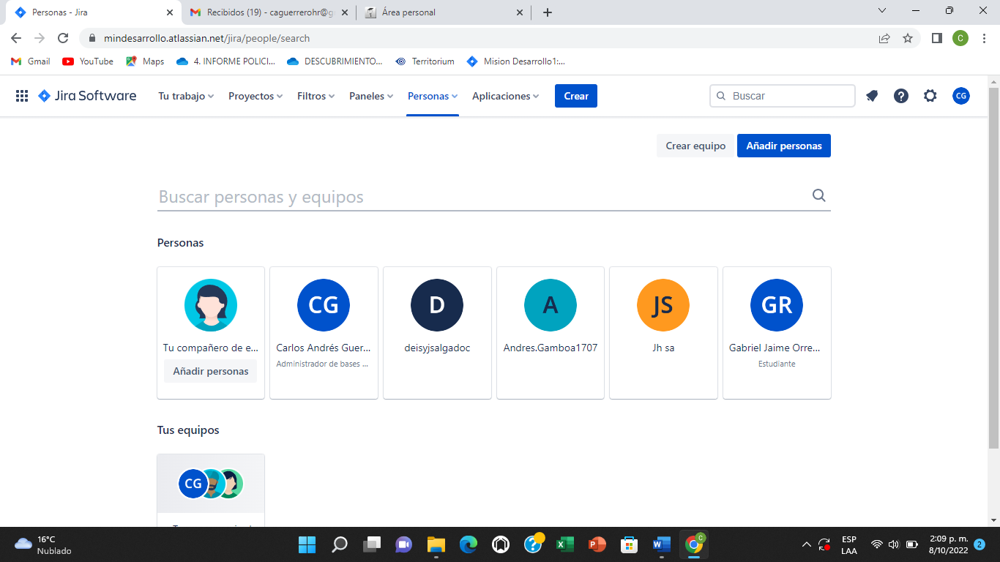 Personas - Jira
Recibidos (19) - caguerrerohr@g
Área personal
mindesarrollo.atlassian.net/jira/people/search
C
Gmail
YouTube
Maps
4. INFORME POLICI...
DESCUBRIMIENTO...
Territorium
Mision Desarrollo1:...
Jira Software
Tu trabajo
Proyectos
Filtros
Paneles
Personas
Aplicaciones
Crear
Buscar
CG
Crear equipo
Añadir personas
Buscar personas y equipos
Personas
CG
D
A
JS
GR
Tu compañero de e...
Carlos Andrés Guer...
deisyjsalgadoc
Andres.Gamboa1707
Jh sa
Gabriel Jaime Orre...
Administrador de bases ...
Estudiante
Añadir personas
Tus equipos
CG
16°C
Nublado
C
ESP
LAA
2:09 p. m.
8/10/2022
2